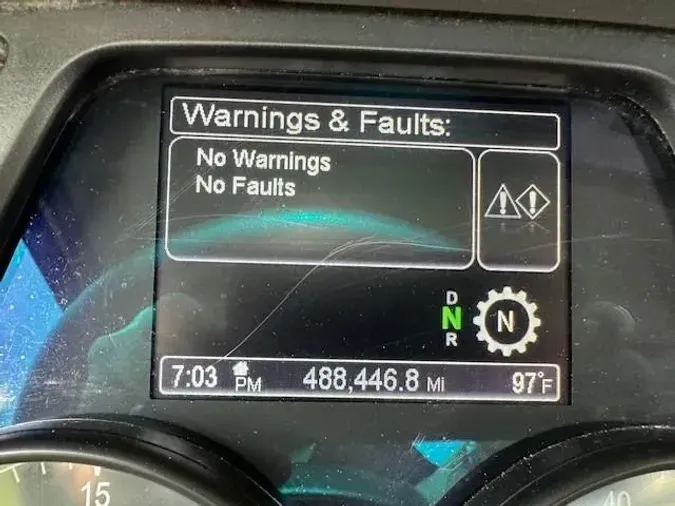 Warnings & Faults:
No Warnings
No Faults
D
N
R
N
7:03 PM 488,446.8 MI 97°F
15
40